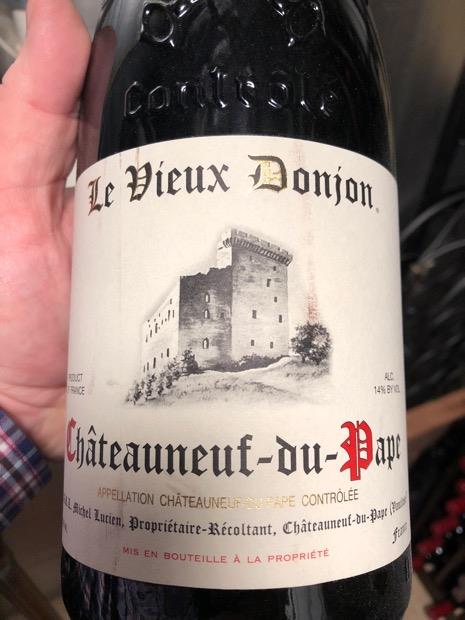 Contrôle
Le Vieux Donjon
PRODUCT
FRANCE
ALC.
14% BY VOL
Châteauneuf-du-Pape
APPELLATION CHÂTEAUNEUF-DU-PAPE CONTRÔLÉE
Michel Lucien, Propriétaire-Récoltant, Châteauneuf-du-Pape
MIS EN BOUTEILLE À LA PROPRIÉTÉ